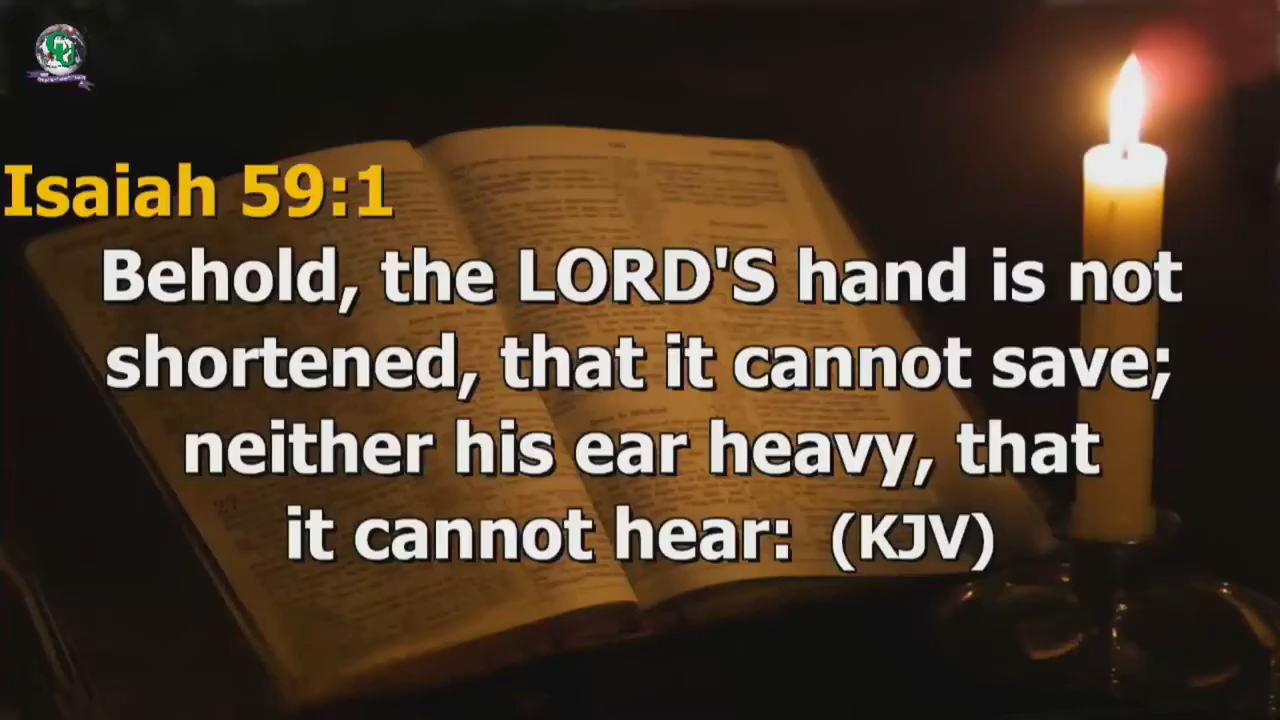 Isaiah 59:1
Behold, the LORD'S hand is not
shortened, that it cannot save;
neither his ear heavy, that
it cannot hear: (KJV)